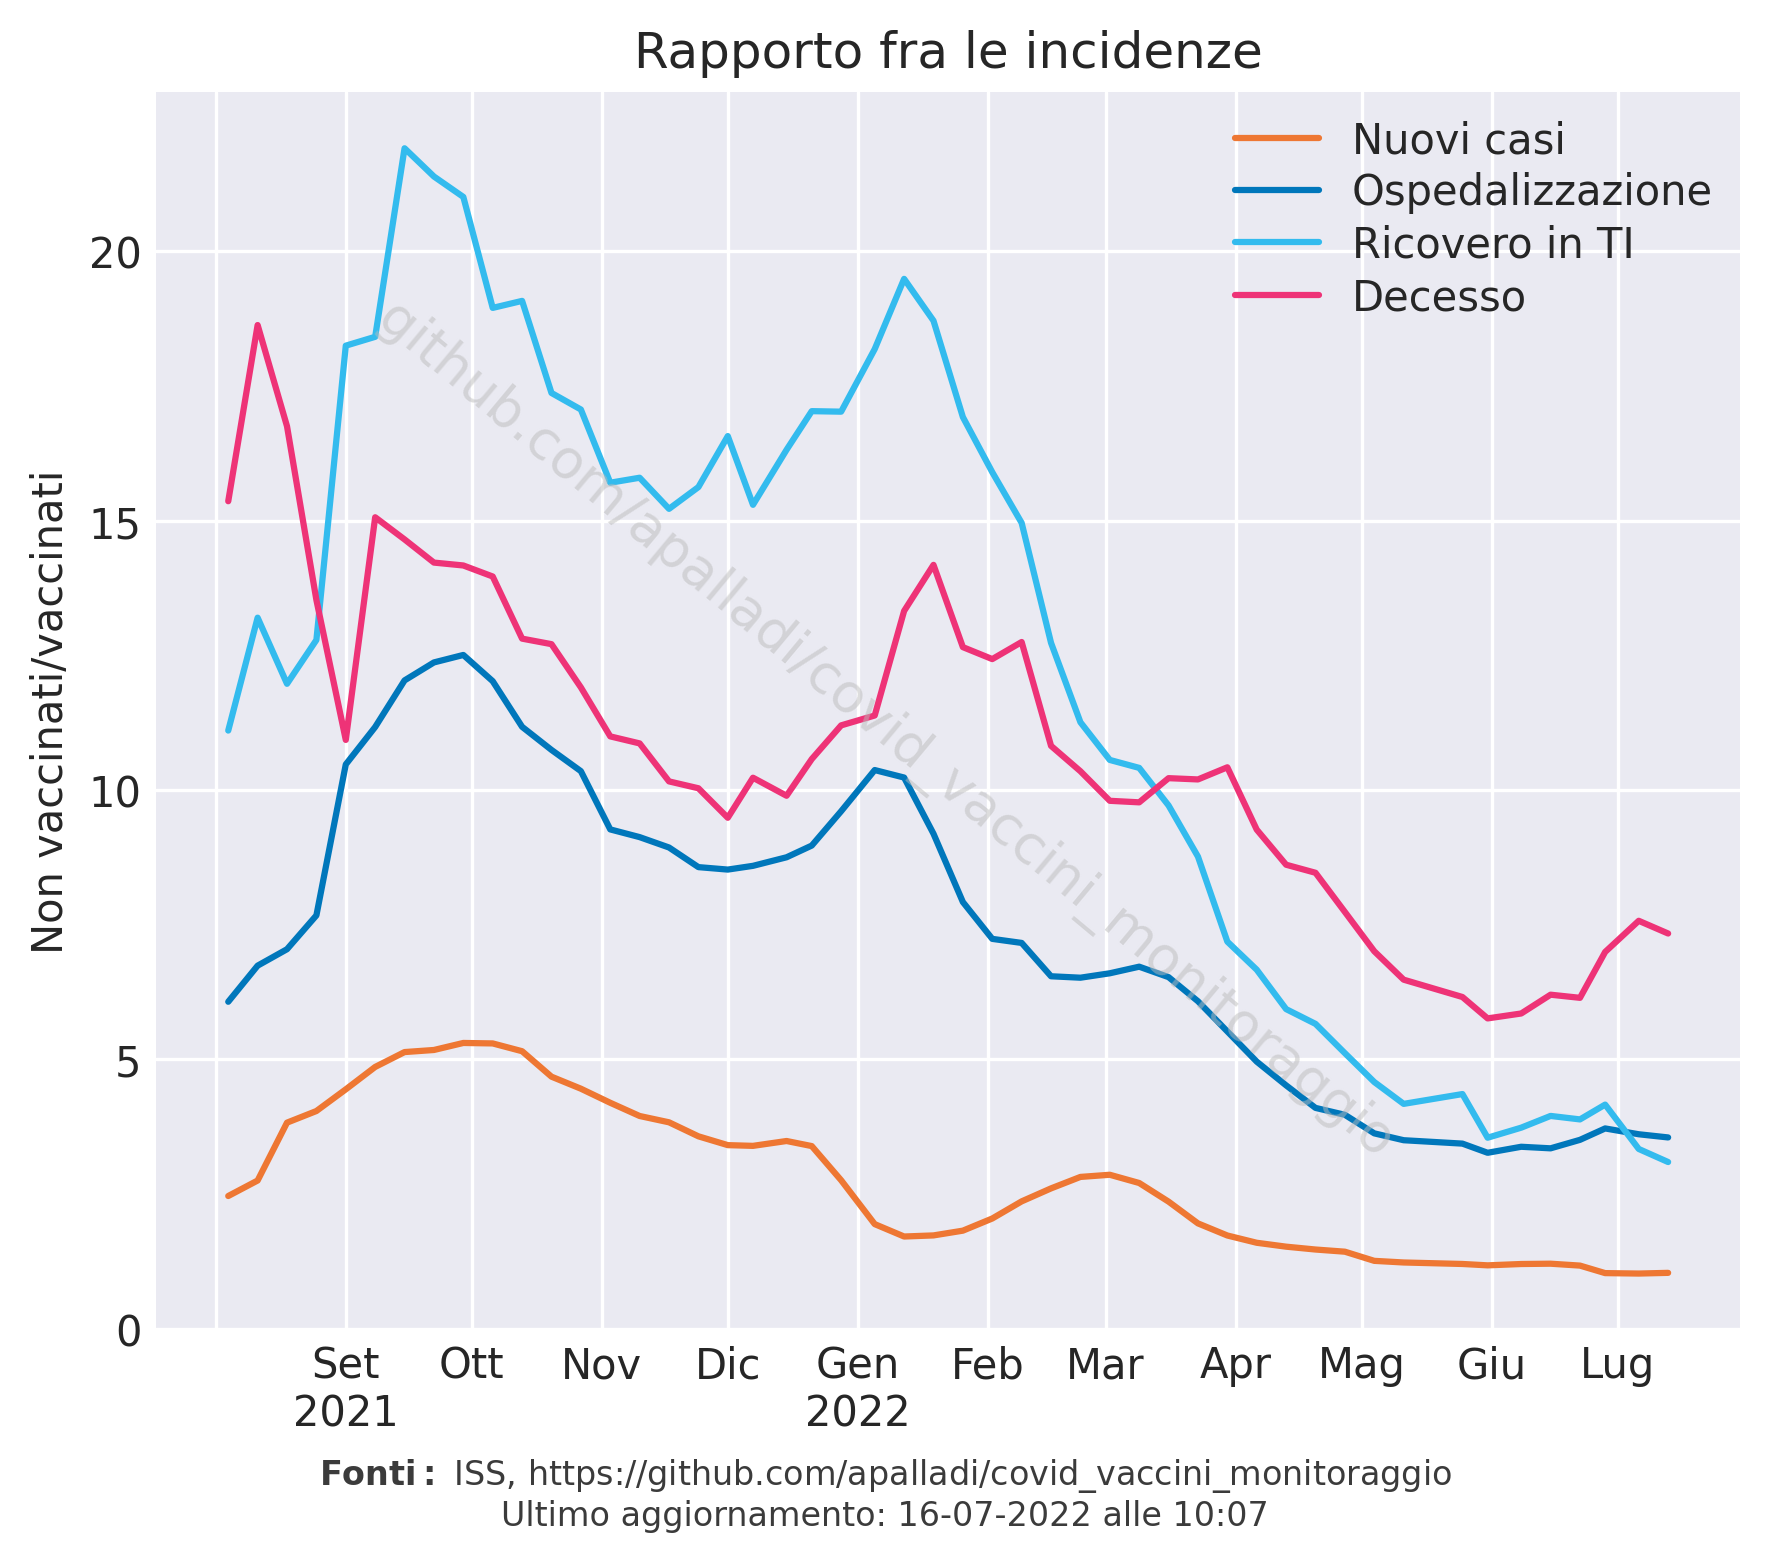 Rapporto fra le incidenze
Nuovi casi
Ospedalizzazione
Ricovero in TI
Decesso
Non vaccinati/vaccinati
20
15
10
5
0
github.com/apalladi/covid_vaccini_monitoraggio
Set Ott Nov Dic Gen Feb Mar Apr Mag Giu Lug
2021 2022
Fonti: ISS, https://github.com/apalladi/covid_vaccini_monitoraggio
Ultimo aggiornamento: 16-07-2022 alle 10:07